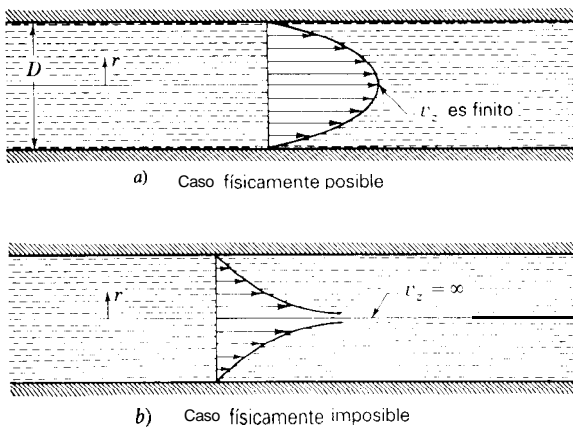 D
r
v_z es finito
a) Caso físicamente posible
r
v_z = ∞
b) Caso físicamente imposible